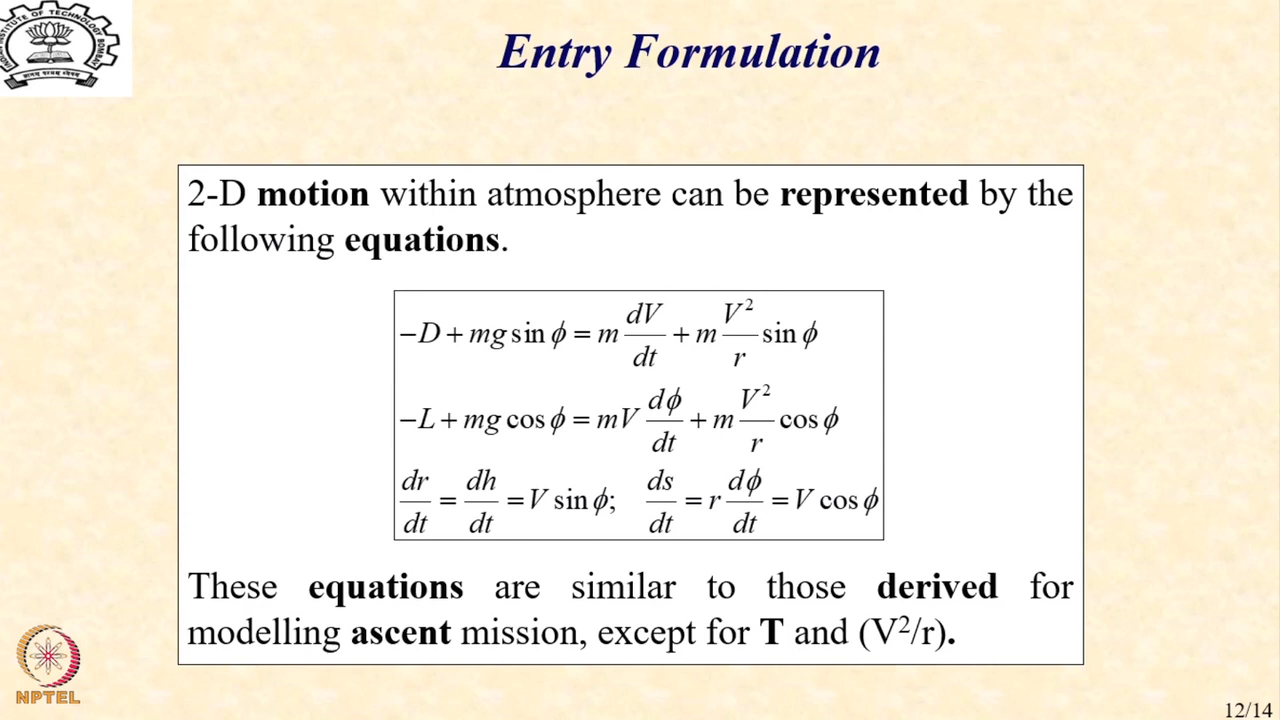 Entry Formulation
2-D motion within atmosphere can be represented by the
following equations.
−D + mg sin ϕ = m dV/dt + m V²/r sin ϕ
−L + mg cos ϕ = mV dϕ/dt + m V²/r cos ϕ
dr/dt = dh/dt = V sin ϕ; ds/dt = r dϕ/dt = V cos ϕ
These equations are similar to those derived for
modelling ascent mission, except for T and (V²/r).
NPTEL
12/14